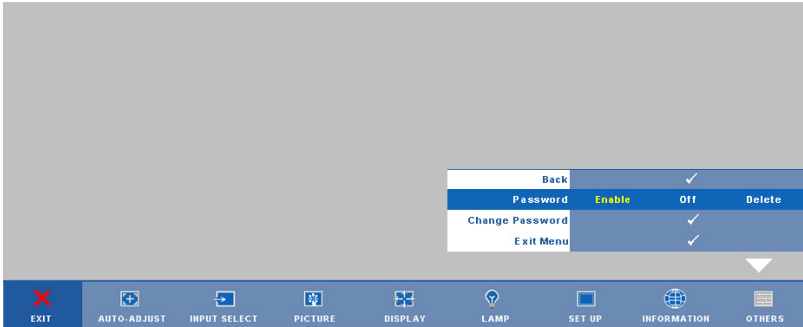 Back
Password Enable Off Delete
Change Password
Exit Menu
EXIT AUTO-ADJUST INPUT SELECT PICTURE DISPLAY LAMP SET UP INFORMATION OTHERS